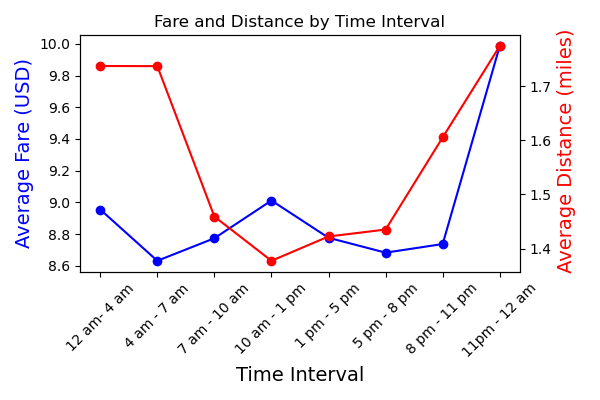 Fare and Distance by Time Interval
Average Fare (USD)
10.0
9.8
9.6
9.4
9.2
9.0
8.8
8.6
1.7
1.6
1.5
1.4
Average Distance (miles)
12 am- 4 am
4 am - 7 am
7 am - 10 am
10 am - 1 pm
1 pm - 5 pm
5 pm - 8 pm
8 pm - 11 pm
11pm - 12 am
Time Interval